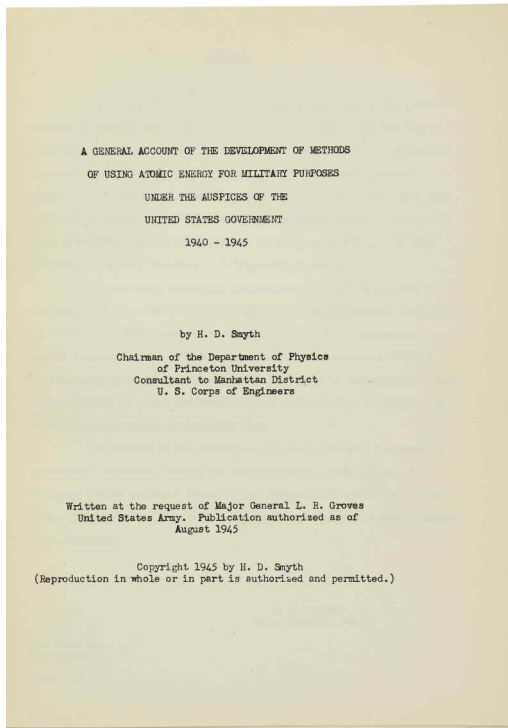 A GENERAL ACCOUNT OF THE DEVELOPMENT OF METHODS
OF USING ATOMIC ENERGY FOR MILITARY PURPOSES
UNDER THE AUSPICES OF THE
UNITED STATES GOVERNMENT
1940 - 1945
by H. D. Smyth
Chairman of the Department of Physics
of Princeton University
Consultant to Manhattan District
U. S. Corps of Engineers
Written at the request of Major General L. R. Groves
United States Army. Publication authorized as of
August 1945
Copyright 1945 by H. D. Smyth
(Reproduction in whole or in part is authorized and permitted.)